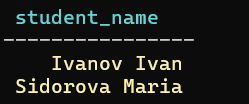 student_name
----------------
Ivanov Ivan
Sidorova Maria